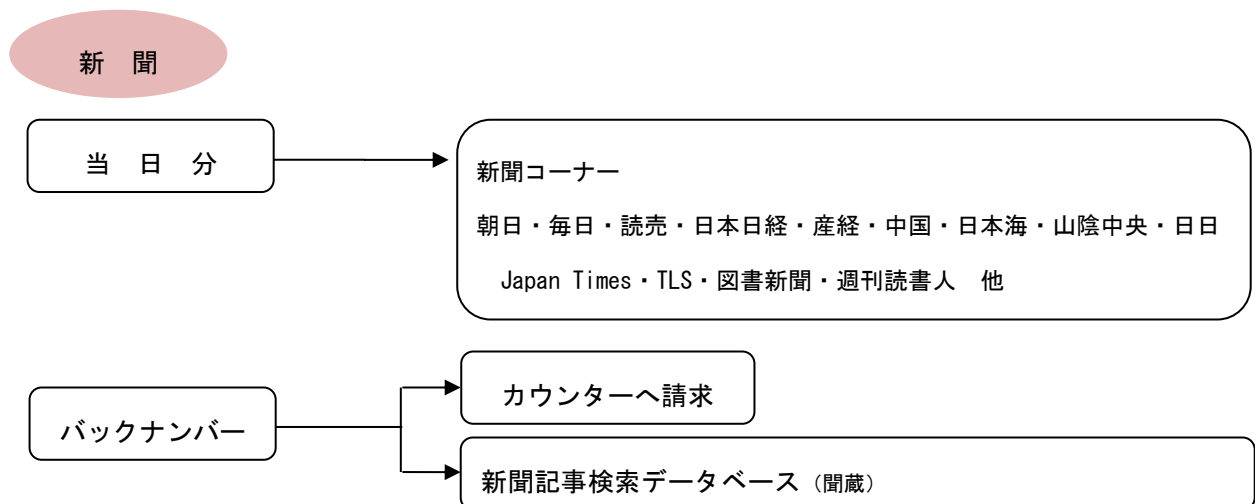 新　聞
当　日　分
新聞コーナー
朝日・毎日・読売・日本日経・産経・中国・日本海・山陰中央・日日
Japan Times・TLS・図書新聞・週刊読書人　他
カウンターへ請求
バックナンバー
新聞記事検索データベース（聞蔵）